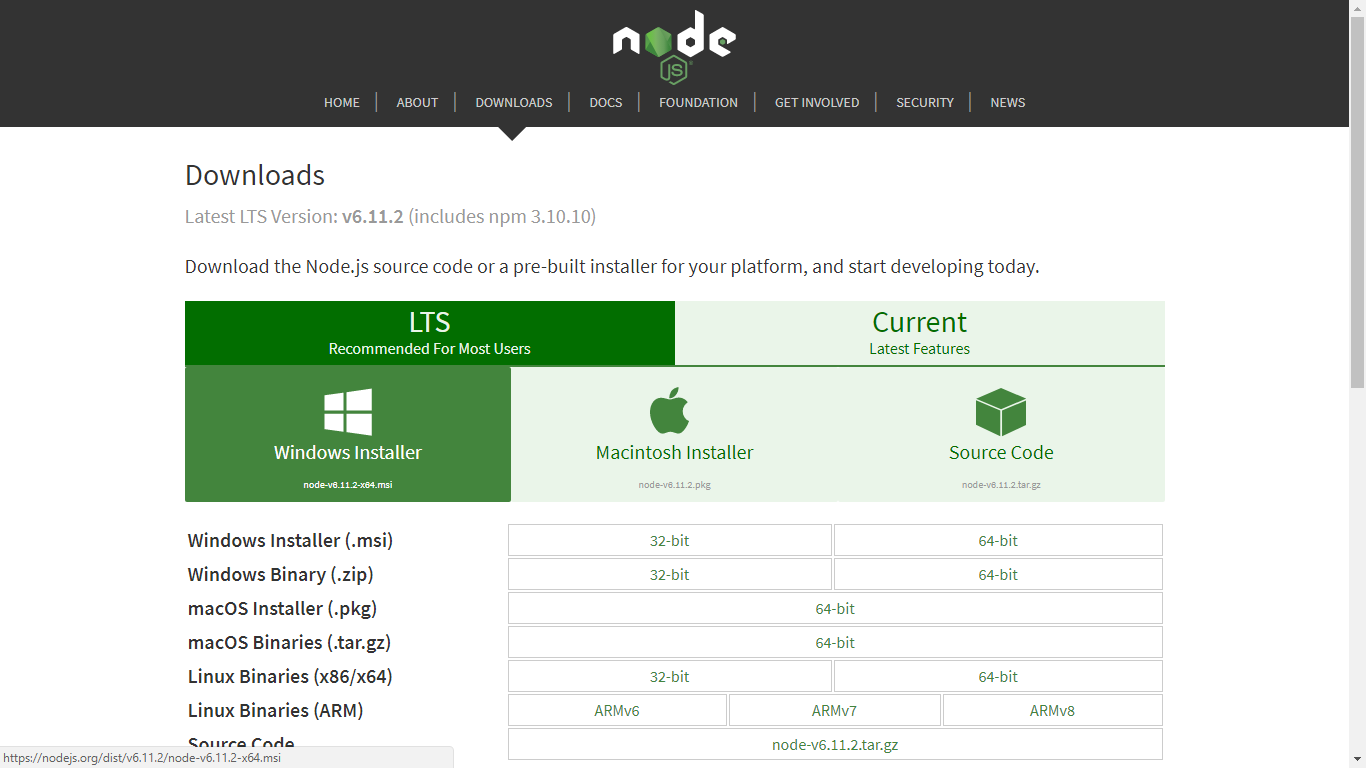 node
JS
HOME ABOUT DOWNLOADS DOCS FOUNDATION GET INVOLVED SECURITY NEWS
Downloads
Latest LTS Version: v6.11.2 (includes npm 3.10.10)
Download the Node.js source code or a pre-built installer for your platform, and start developing today.
LTS
Recommended For Most Users
Current
Latest Features
Windows Installer
node-v6.11.2-x64.msi
Macintosh Installer
node-v6.11.2.pkg
Source Code
node-v6.11.2.tar.gz
Windows Installer (.msi) 32-bit 64-bit
Windows Binary (.zip) 32-bit 64-bit
macOS Installer (.pkg) 64-bit
macOS Binaries (.tar.gz) 64-bit
Linux Binaries (x86/x64) 32-bit 64-bit
Linux Binaries (ARM) ARMv6 ARMv7 ARMv8
Source Code node-v6.11.2.tar.gz
https://nodejs.org/dist/v6.11.2/node-v6.11.2-x64.msi